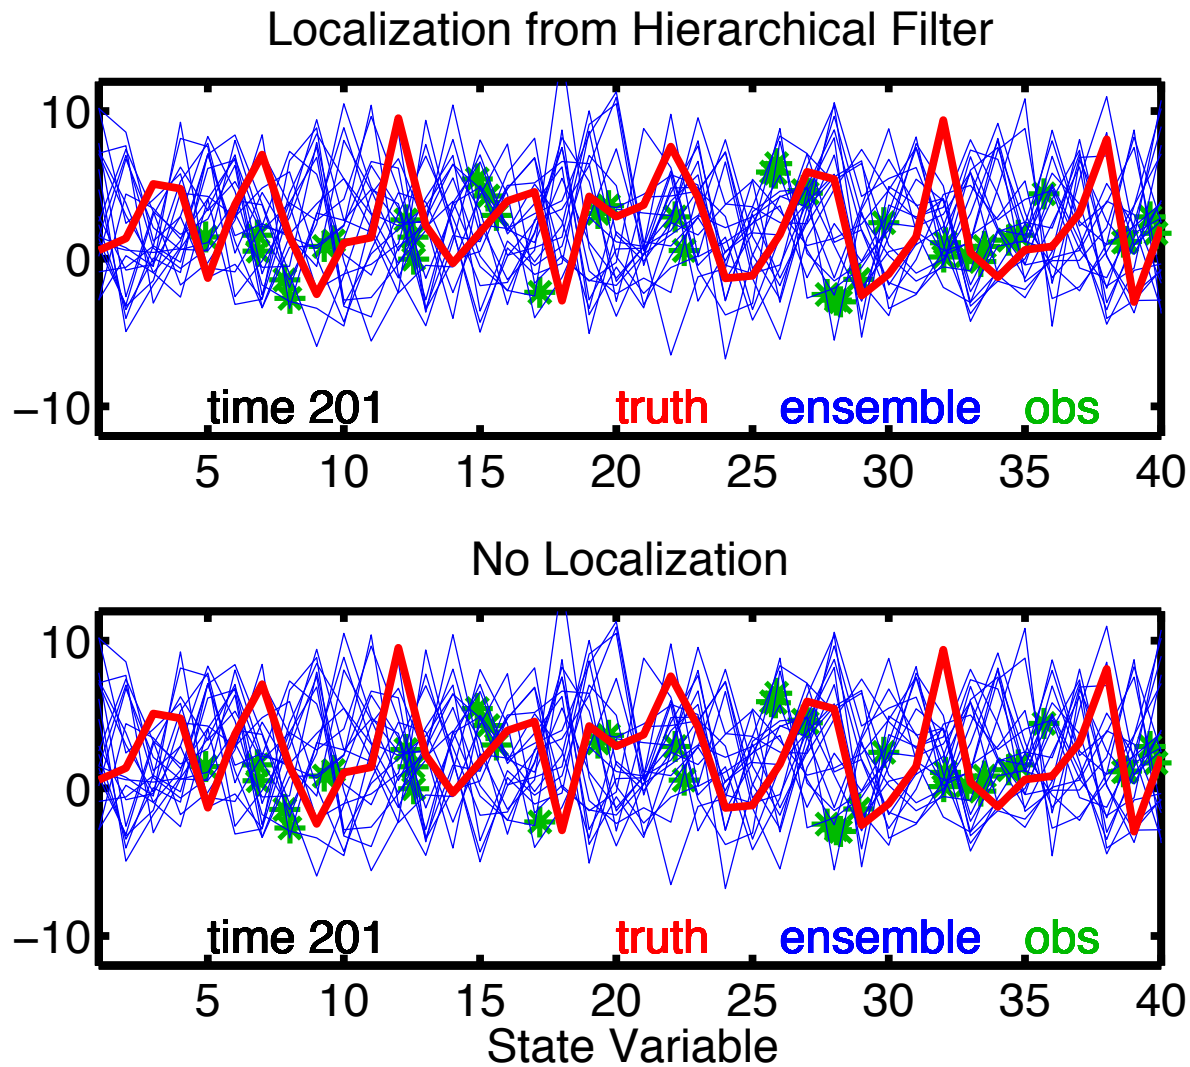 Localization from Hierarchical Filter
10
0
−10
time 201 truth ensemble obs
5 10 15 20 25 30 35 40
No Localization
10
0
−10
time 201 truth ensemble obs
5 10 15 20 25 30 35 40
State Variable